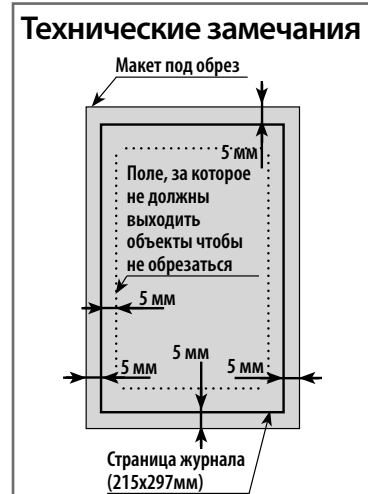 Технические замечания
Макет под обрез
5 мм
Поле, за которое
не должны
выходить
объекты чтобы
не обрезаться
5 мм
5 мм
5 мм
5 мм
Страница журнала
(215х297мм)